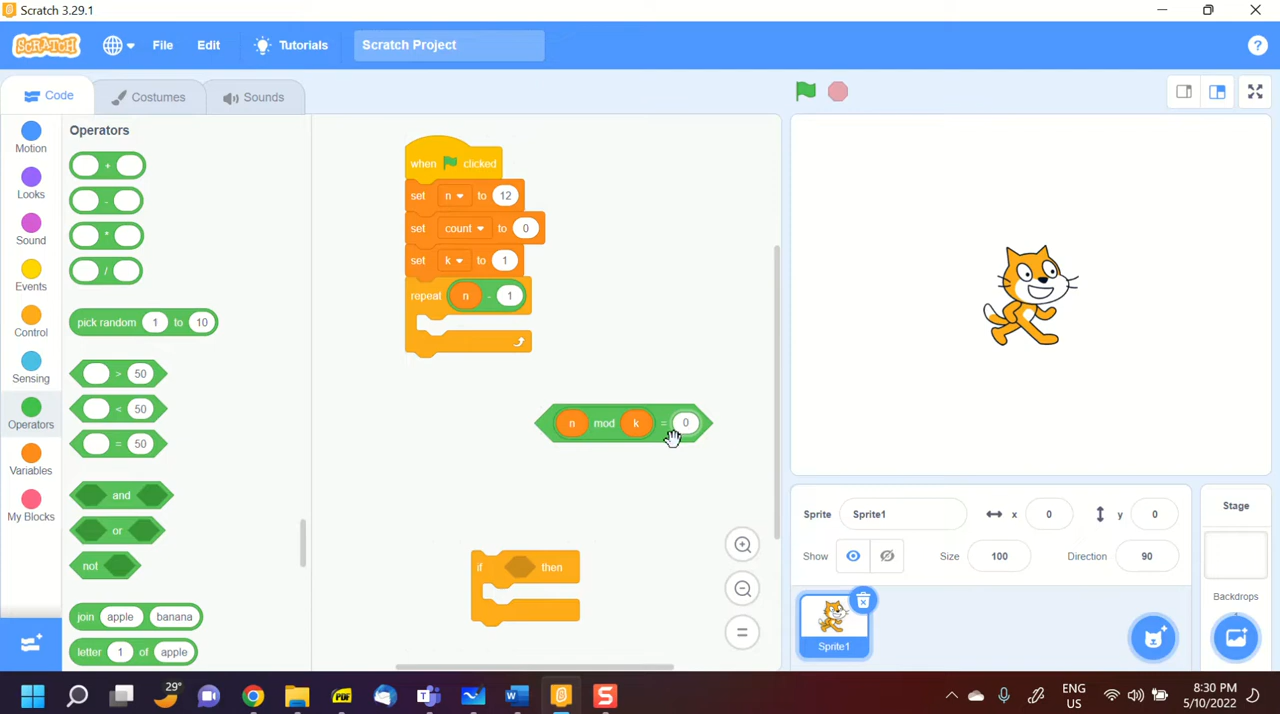 Scratch 3.29.1
SCRATCH File Edit Tutorials Scratch Project ?
Code Costumes Sounds
Motion
Looks
Sound
Events
Control
Sensing
Operators
Variables
My Blocks
Operators
+
-
*
/
pick random 1 to 10
> 50
< 50
= 50
and
or
not
join apple banana
letter 1 of apple
when clicked
set n to 12
set count to 0
set k to 1
repeat n - 1
n mod k = 0
if then
Sprite Sprite1 x 0 y 0
Show Size 100 Direction 90
Sprite1
Stage
Backdrops
29°
PDF
W
S
ENG
US
8:30 PM
5/10/2022